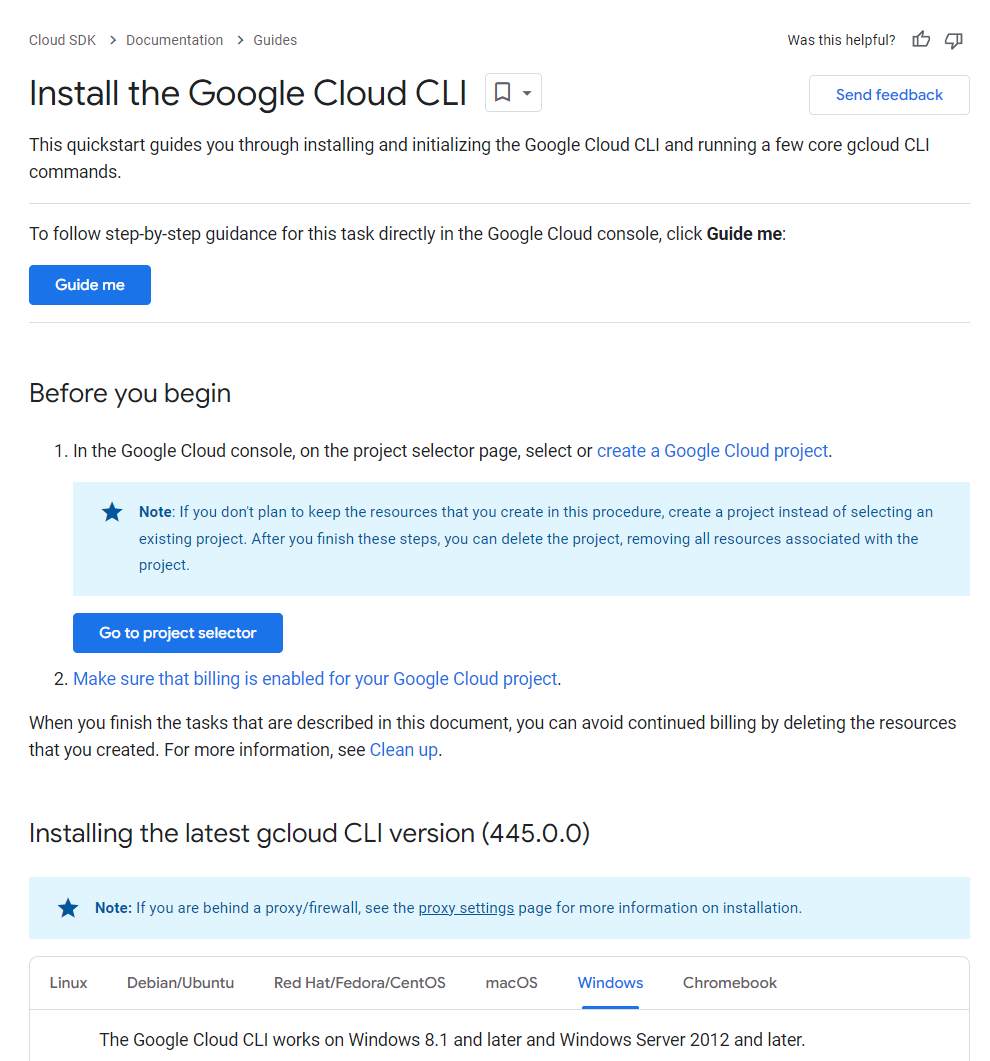 Cloud SDK > Documentation > Guides
Was this helpful?
Install the Google Cloud CLI
Send feedback
This quickstart guides you through installing and initializing the Google Cloud CLI and running a few core gcloud CLI
commands.
To follow step-by-step guidance for this task directly in the Google Cloud console, click Guide me:
Guide me
Before you begin
1. In the Google Cloud console, on the project selector page, select or create a Google Cloud project.
Note: If you don't plan to keep the resources that you create in this procedure, create a project instead of selecting an
existing project. After you finish these steps, you can delete the project, removing all resources associated with the
project.
Go to project selector
2. Make sure that billing is enabled for your Google Cloud project.
When you finish the tasks that are described in this document, you can avoid continued billing by deleting the resources
that you created. For more information, see Clean up.
Installing the latest gcloud CLI version (445.0.0)
Note: If you are behind a proxy/firewall, see the proxy settings page for more information on installation.
Linux Debian/Ubuntu Red Hat/Fedora/CentOS macOS Windows Chromebook
The Google Cloud CLI works on Windows 8.1 and later and Windows Server 2012 and later.